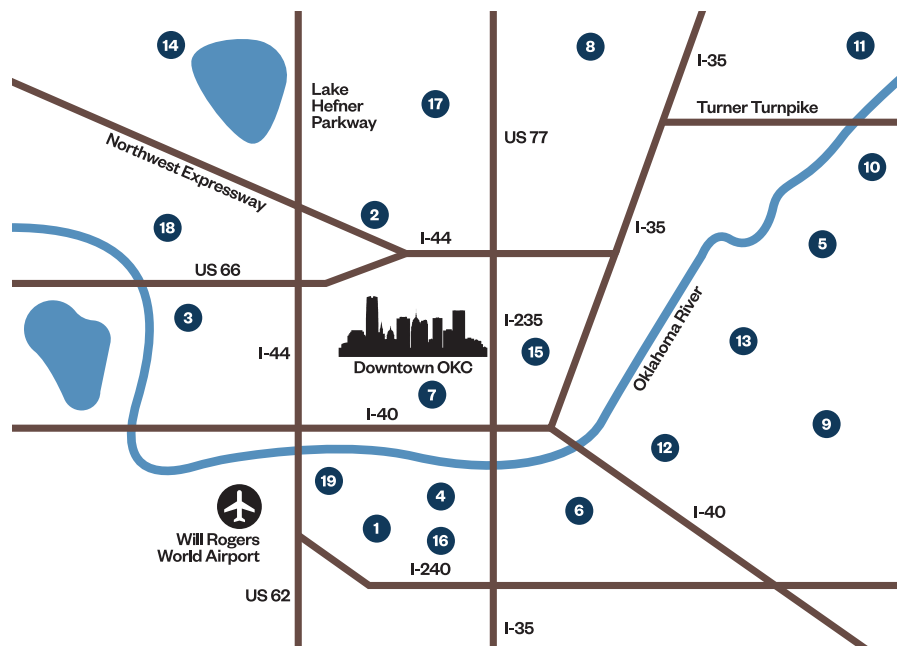 14
8
11
I-35
Lake
Hefner
Parkway
17
Turner Turnpike
US 77
Northwest Expressway
10
2
18
I-44
I-35
5
US 66
3
I-235
Oklahoma River
13
I-44
15
Downtown OKC
7
I-40
9
12
19
4
6
I-40
1
16
Will Rogers
World Airport
I-240
US 62
I-35